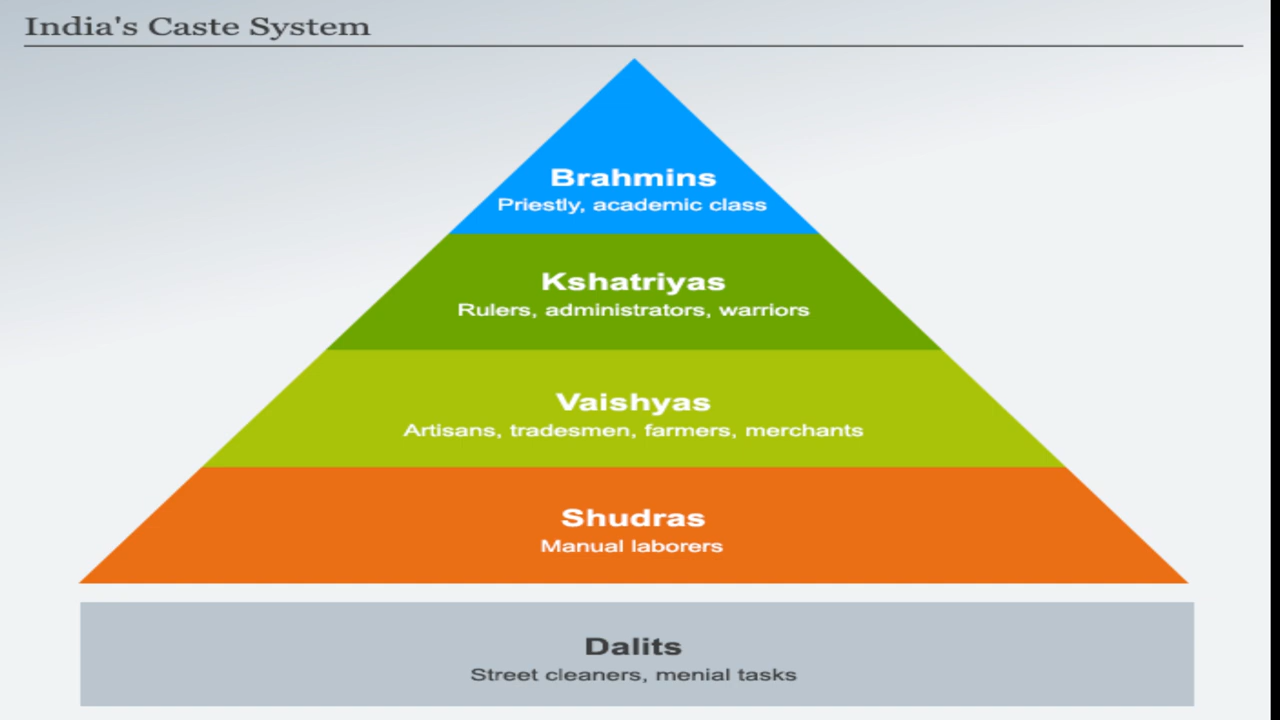 India's Caste System
Brahmins
Priestly, academic class
Kshatriyas
Rulers, administrators, warriors
Vaishyas
Artisans, tradesmen, farmers, merchants
Shudras
Manual laborers
Dalits
Street cleaners, menial tasks